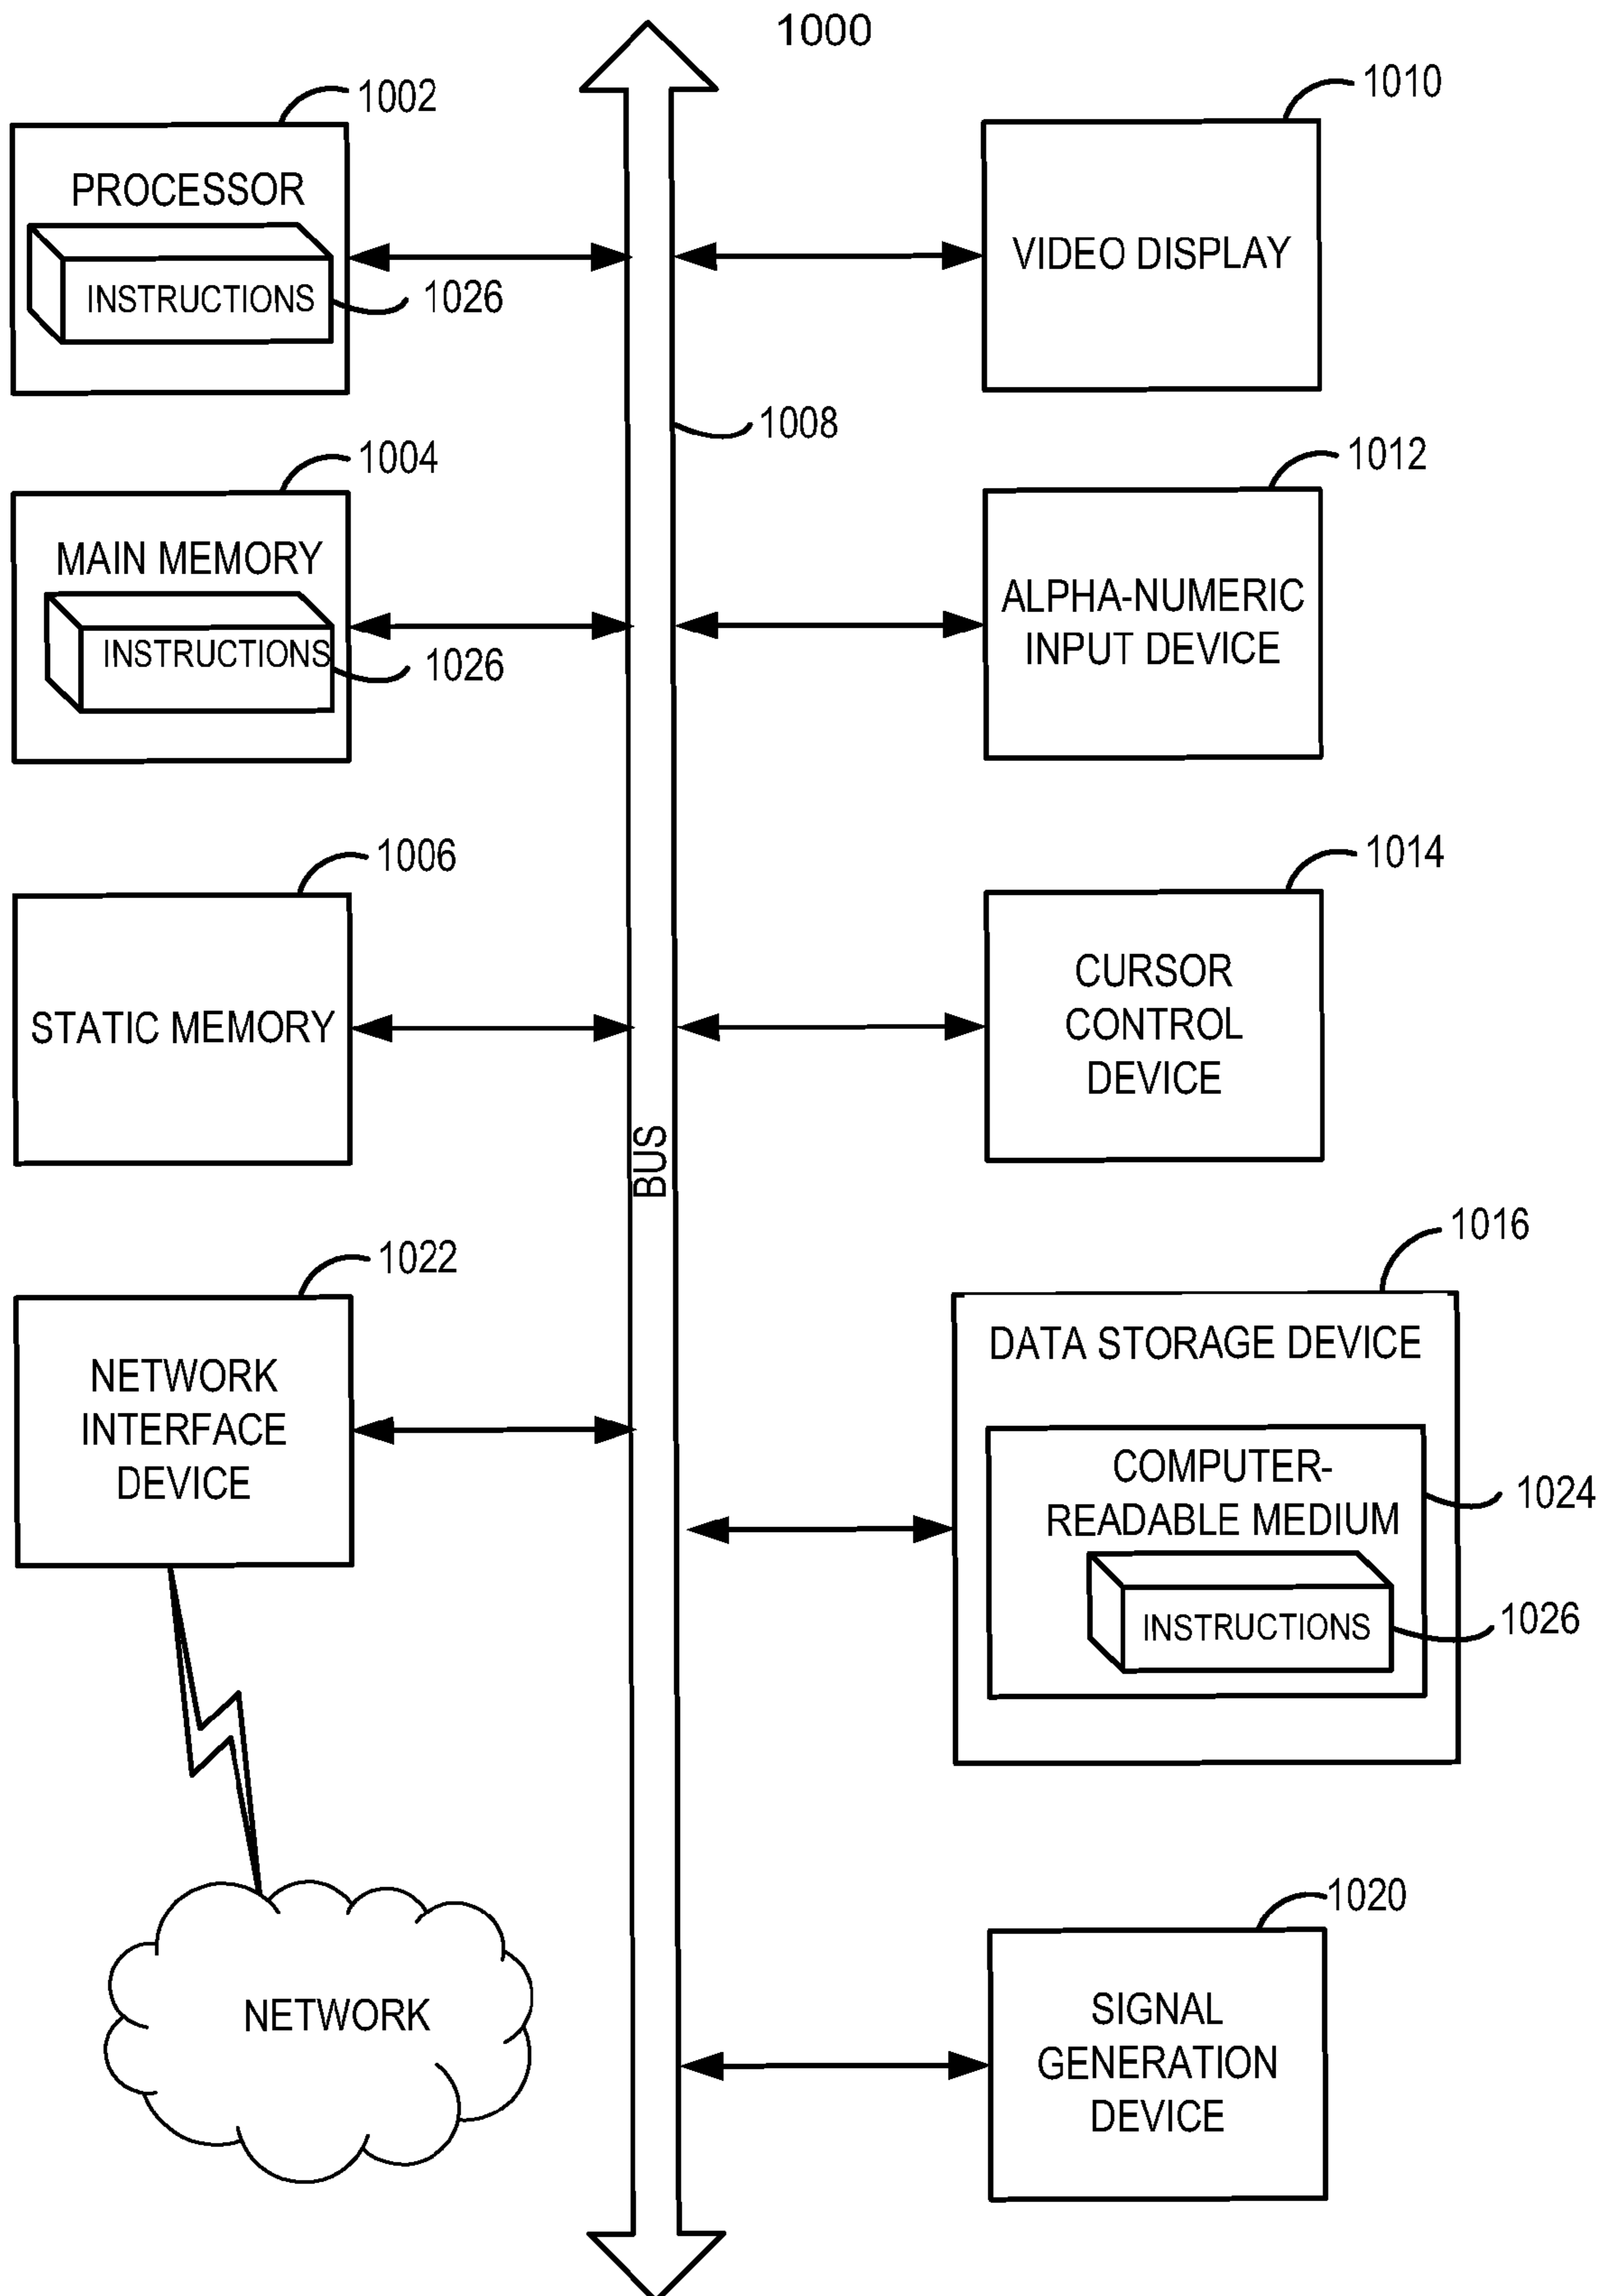 1000
1002
PROCESSOR
INSTRUCTIONS
1026
1004
MAIN MEMORY
INSTRUCTIONS
1026
1006
STATIC MEMORY
1022
NETWORK
INTERFACE
DEVICE
NETWORK
1008
BUS
1010
VIDEO DISPLAY
1012
ALPHA-NUMERIC
INPUT DEVICE
1014
CURSOR
CONTROL
DEVICE
1016
DATA STORAGE DEVICE
COMPUTER-
READABLE MEDIUM
1024
INSTRUCTIONS
1026
1020
SIGNAL
GENERATION
DEVICE